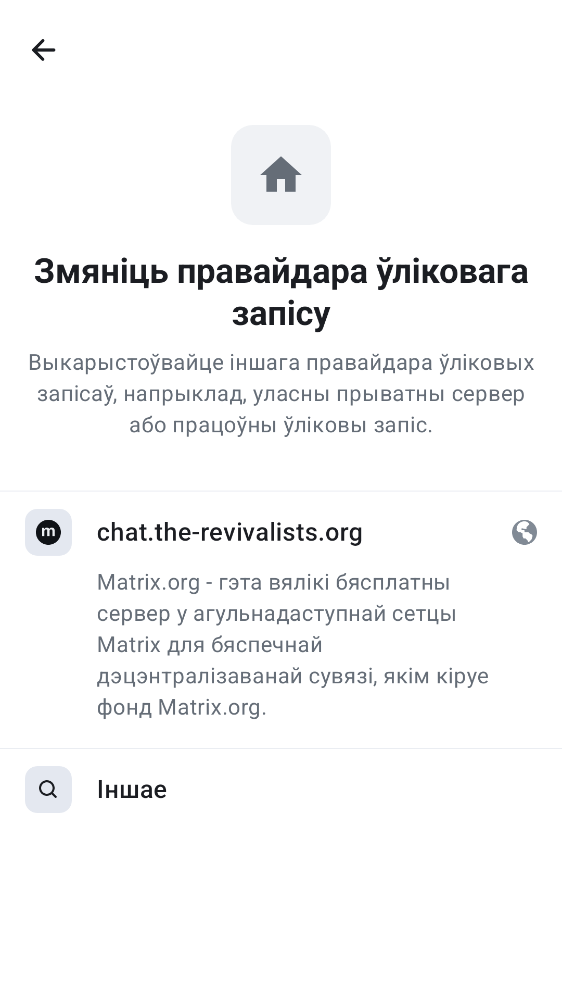 Змяніць правайдара ўліковага
запісу
Выкарыстоўвайце іншага правайдара ўліковых
запісаў, напрыклад, уласны прыватны сервер
або працоўны ўліковы запіс.
m
chat.the-revivalists.org
Matrix.org - гэта вялікі бясплатны
сервер у агульнадаступнай сетцы
Matrix для бяспечнай
дэцэнтралізаванай сувязі, якім кіруе
фонд Matrix.org.
Іншае